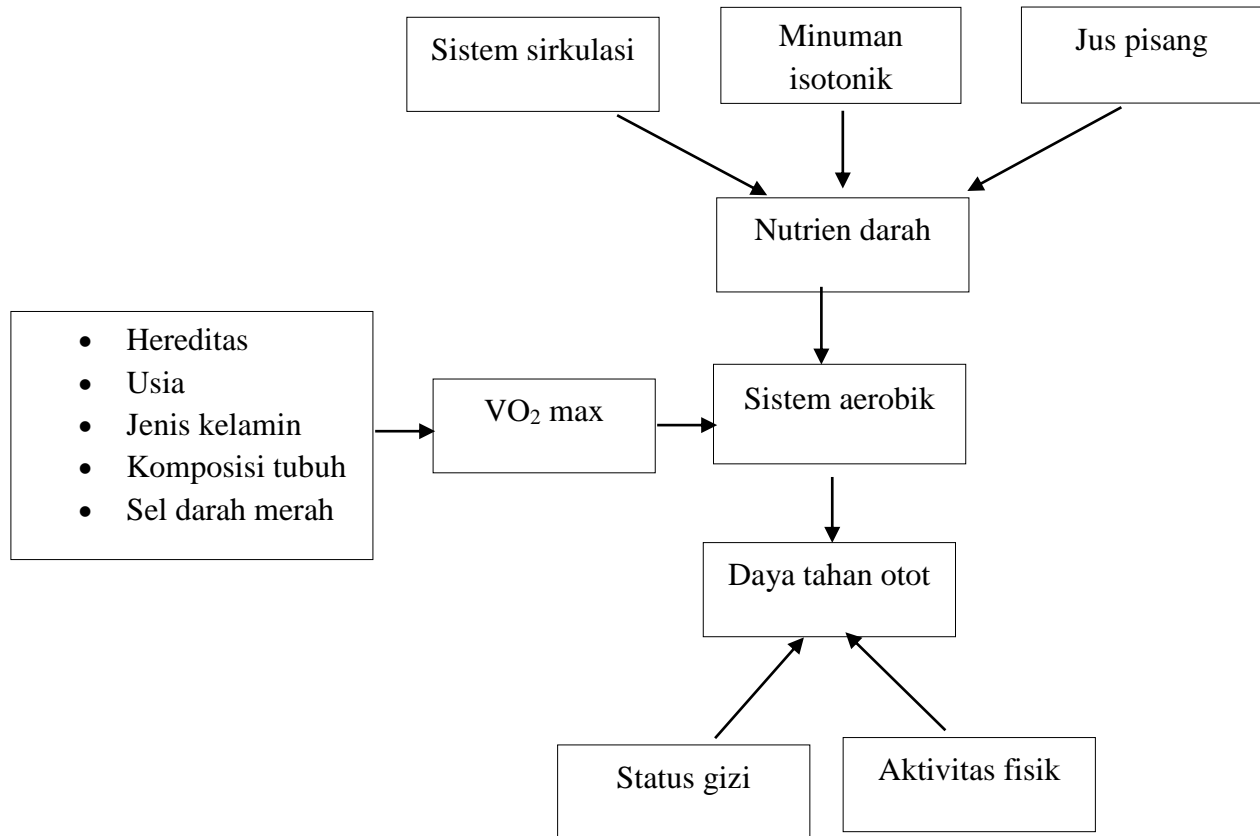 Sistem sirkulasi
Minuman
isotonik
Jus pisang
Nutrien darah
• Hereditas
• Usia
• Jenis kelamin
• Komposisi tubuh
• Sel darah merah
VO₂ max
Sistem aerobik
Daya tahan otot
Status gizi
Aktivitas fisik